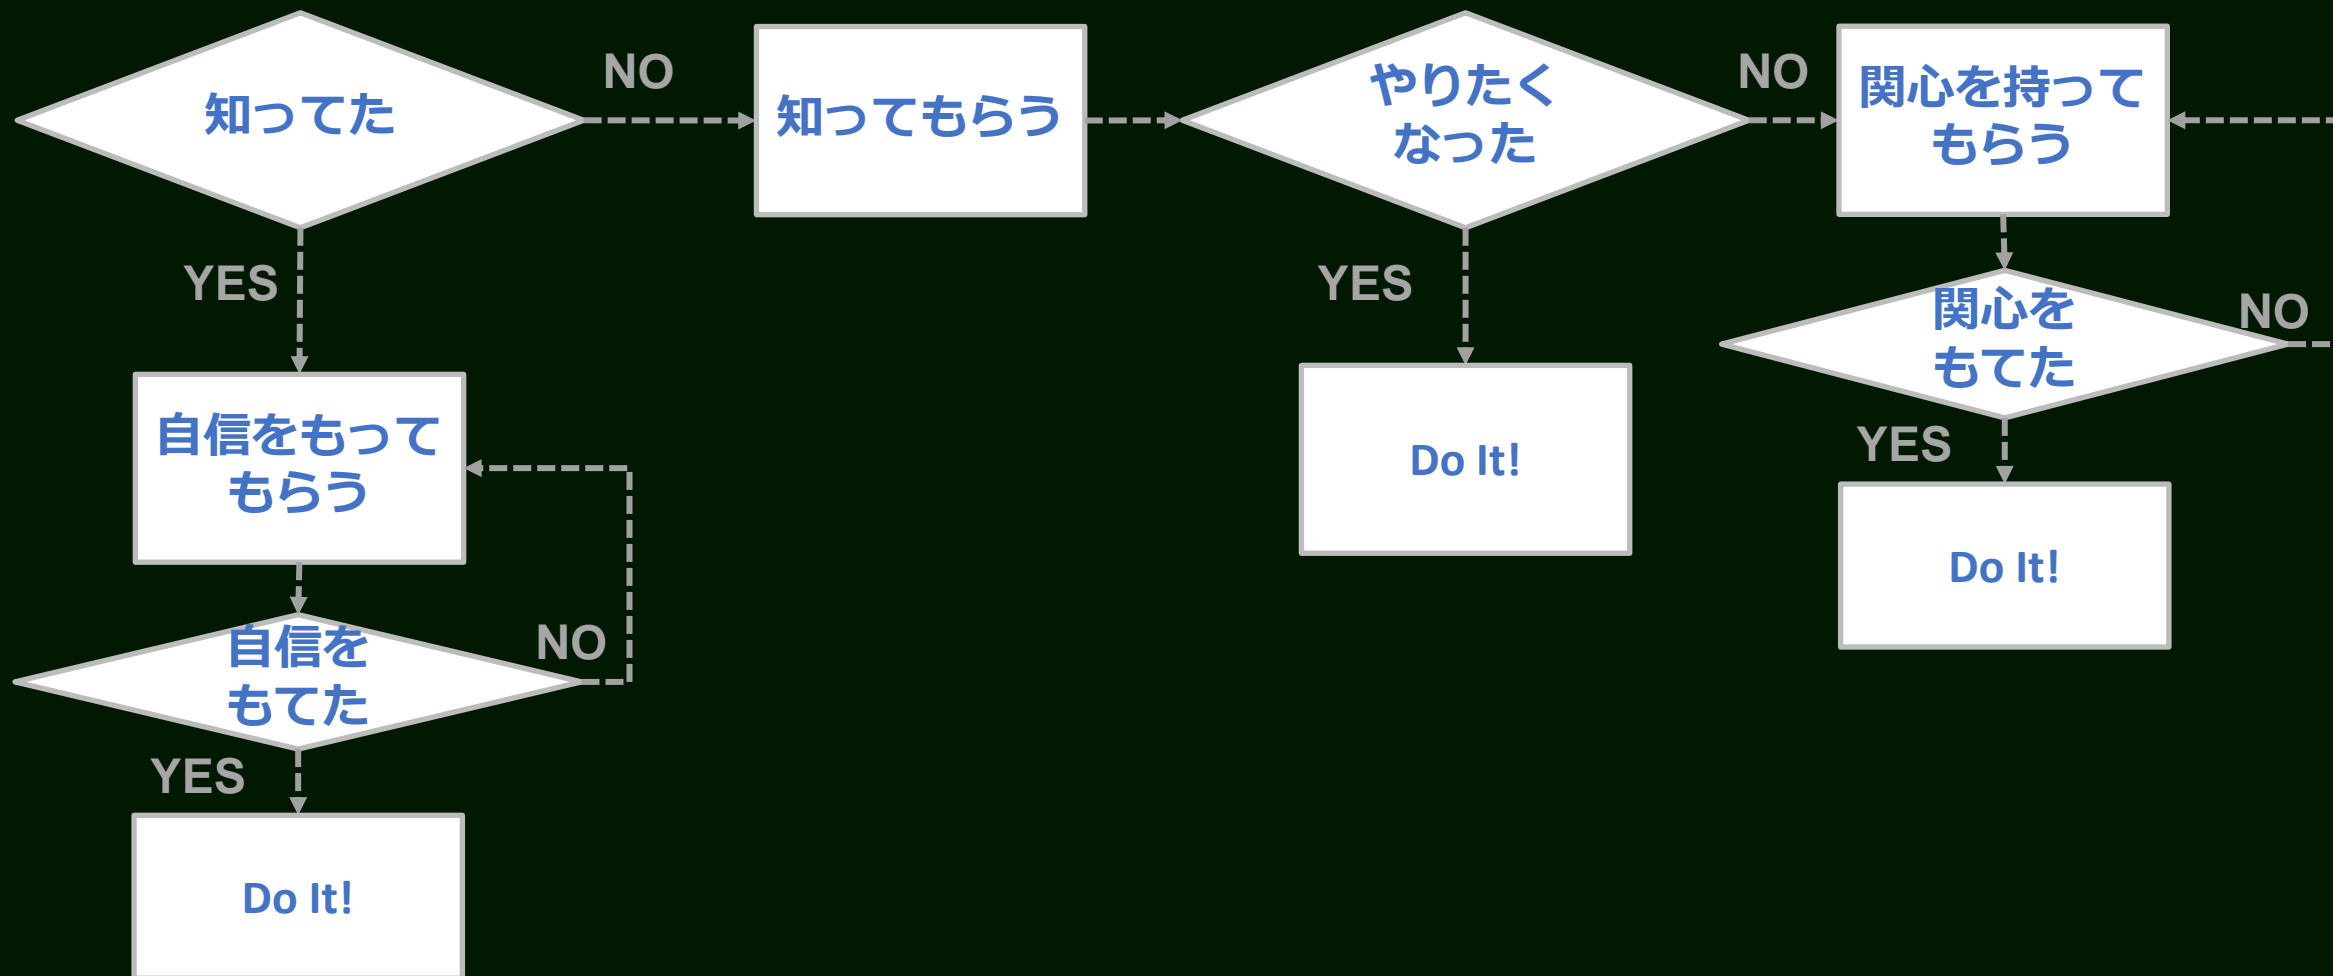 知ってた
NO
知ってもらう
やりたく
なった
NO
関心を持って
もらう
YES
自信をもって
もらう
自信を
もてた
NO
YES
Do It!
YES
Do It!
関心を
もてた
NO
YES
Do It!